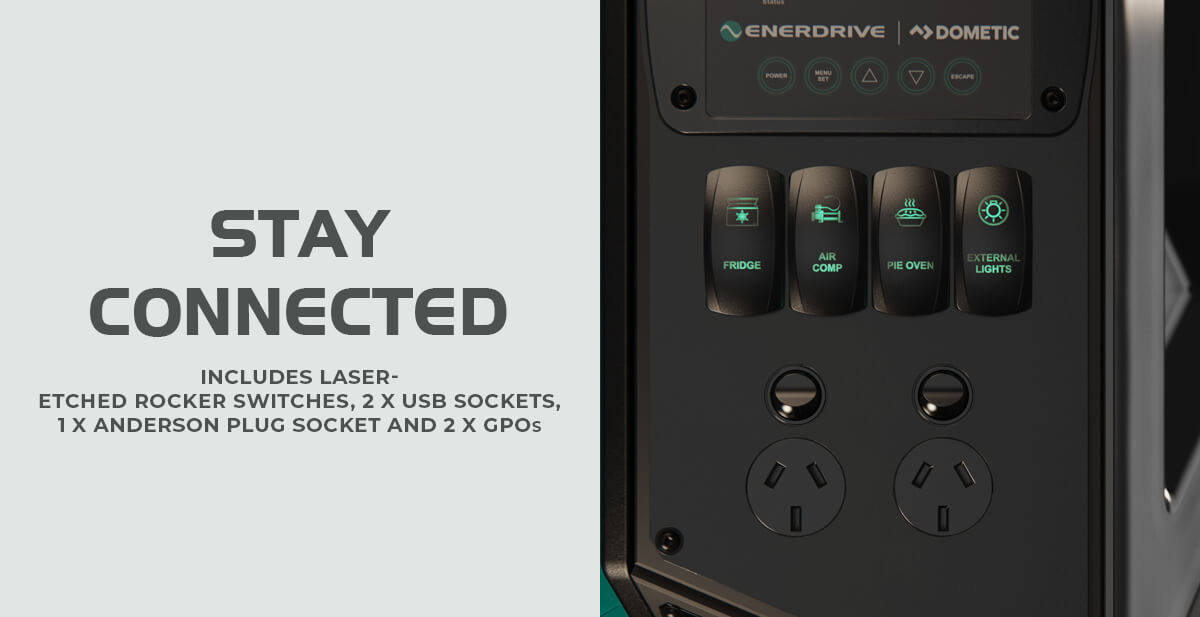 STAY
CONNECTED
INCLUDES LASER-
ETCHED ROCKER SWITCHES, 2 X USB SOCKETS,
1 X ANDERSON PLUG SOCKET AND 2 X GPOs
Status
ENERDRIVE | DOMETIC
POWER
MENU
SET
ESCAPE
FRIDGE
AIR
COMP
PIE OVEN
EXTERNAL
LIGHTS